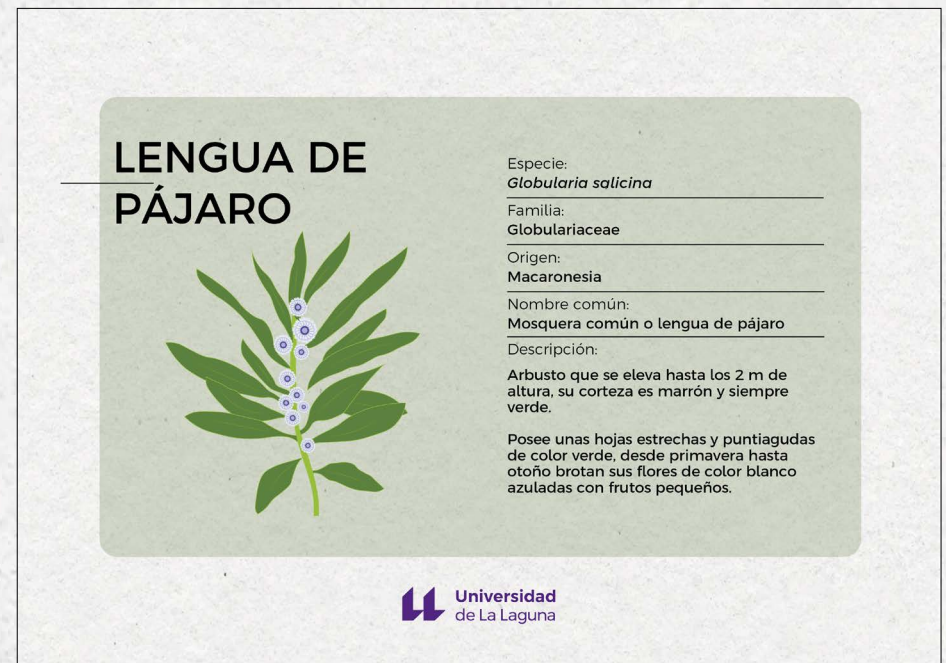 LENGUA DE
PÁJARO
Especie:
Globularia salicina
Familia:
Globulariaceae
Origen:
Macaronesia
Nombre común:
Mosquera común o lengua de pájaro
Descripción:
Arbusto que se eleva hasta los 2 m de
altura, su corteza es marrón y siempre
verde.
Posee unas hojas estrechas y puntiagudas
de color verde, desde primavera hasta
otoño brotan sus flores de color blanco
azuladas con frutos pequeños.
Universidad
de La Laguna